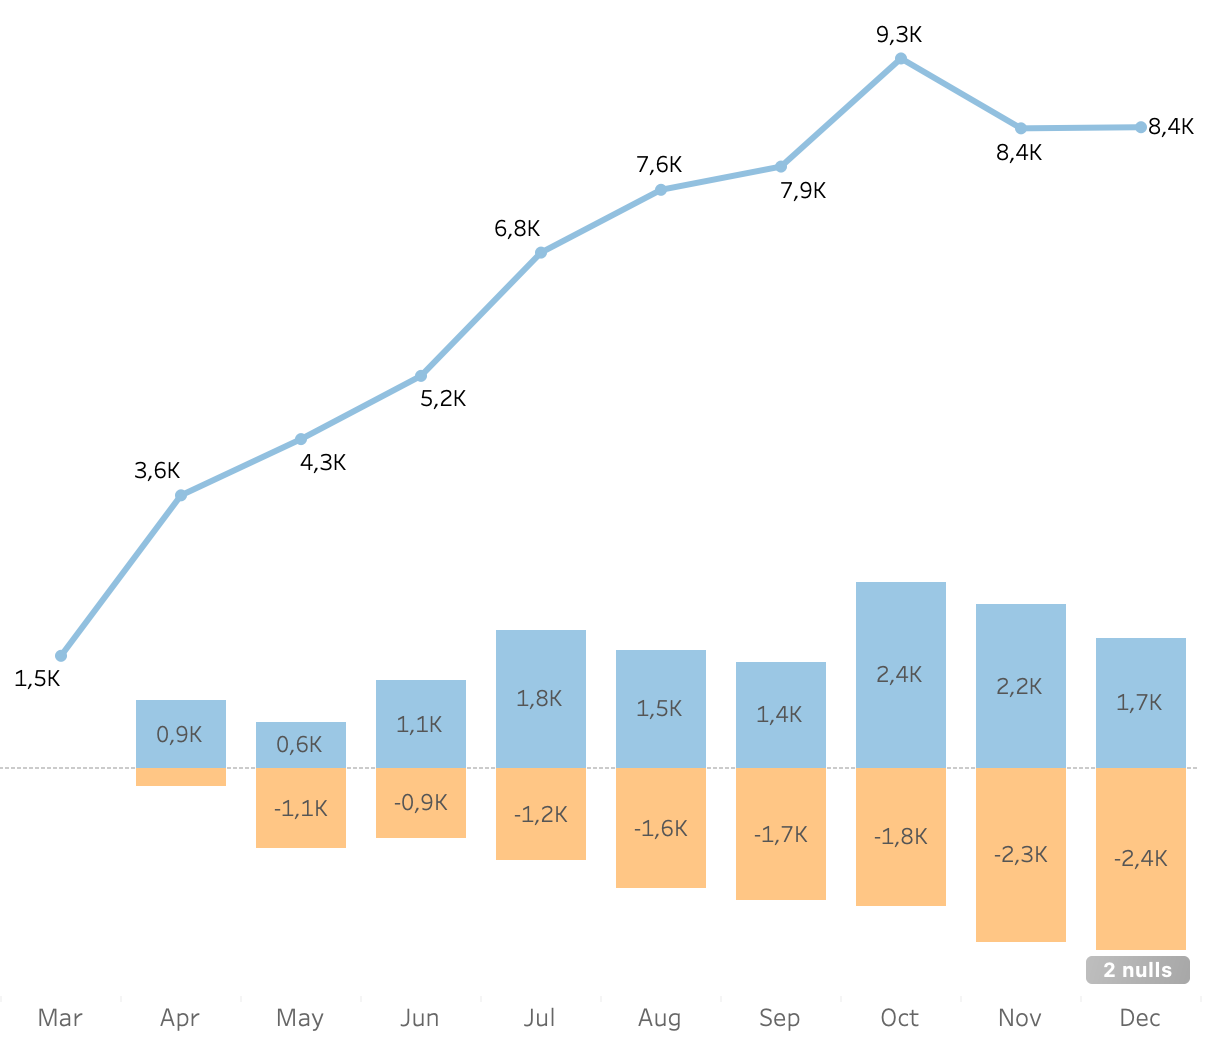 9,3K
8,4K
8,4K
7,6K
7,9K
6,8K
5,2K
3,6K
4,3K
1,5K
0,9K
0,6K
1,1K
1,8K
1,5K
1,4K
2,4K
2,2K
1,7K
-1,1K
-0,9K
-1,2K
-1,6K
-1,7K
-1,8K
-2,3K
-2,4K
2 nulls
Mar
Apr
May
Jun
Jul
Aug
Sep
Oct
Nov
Dec